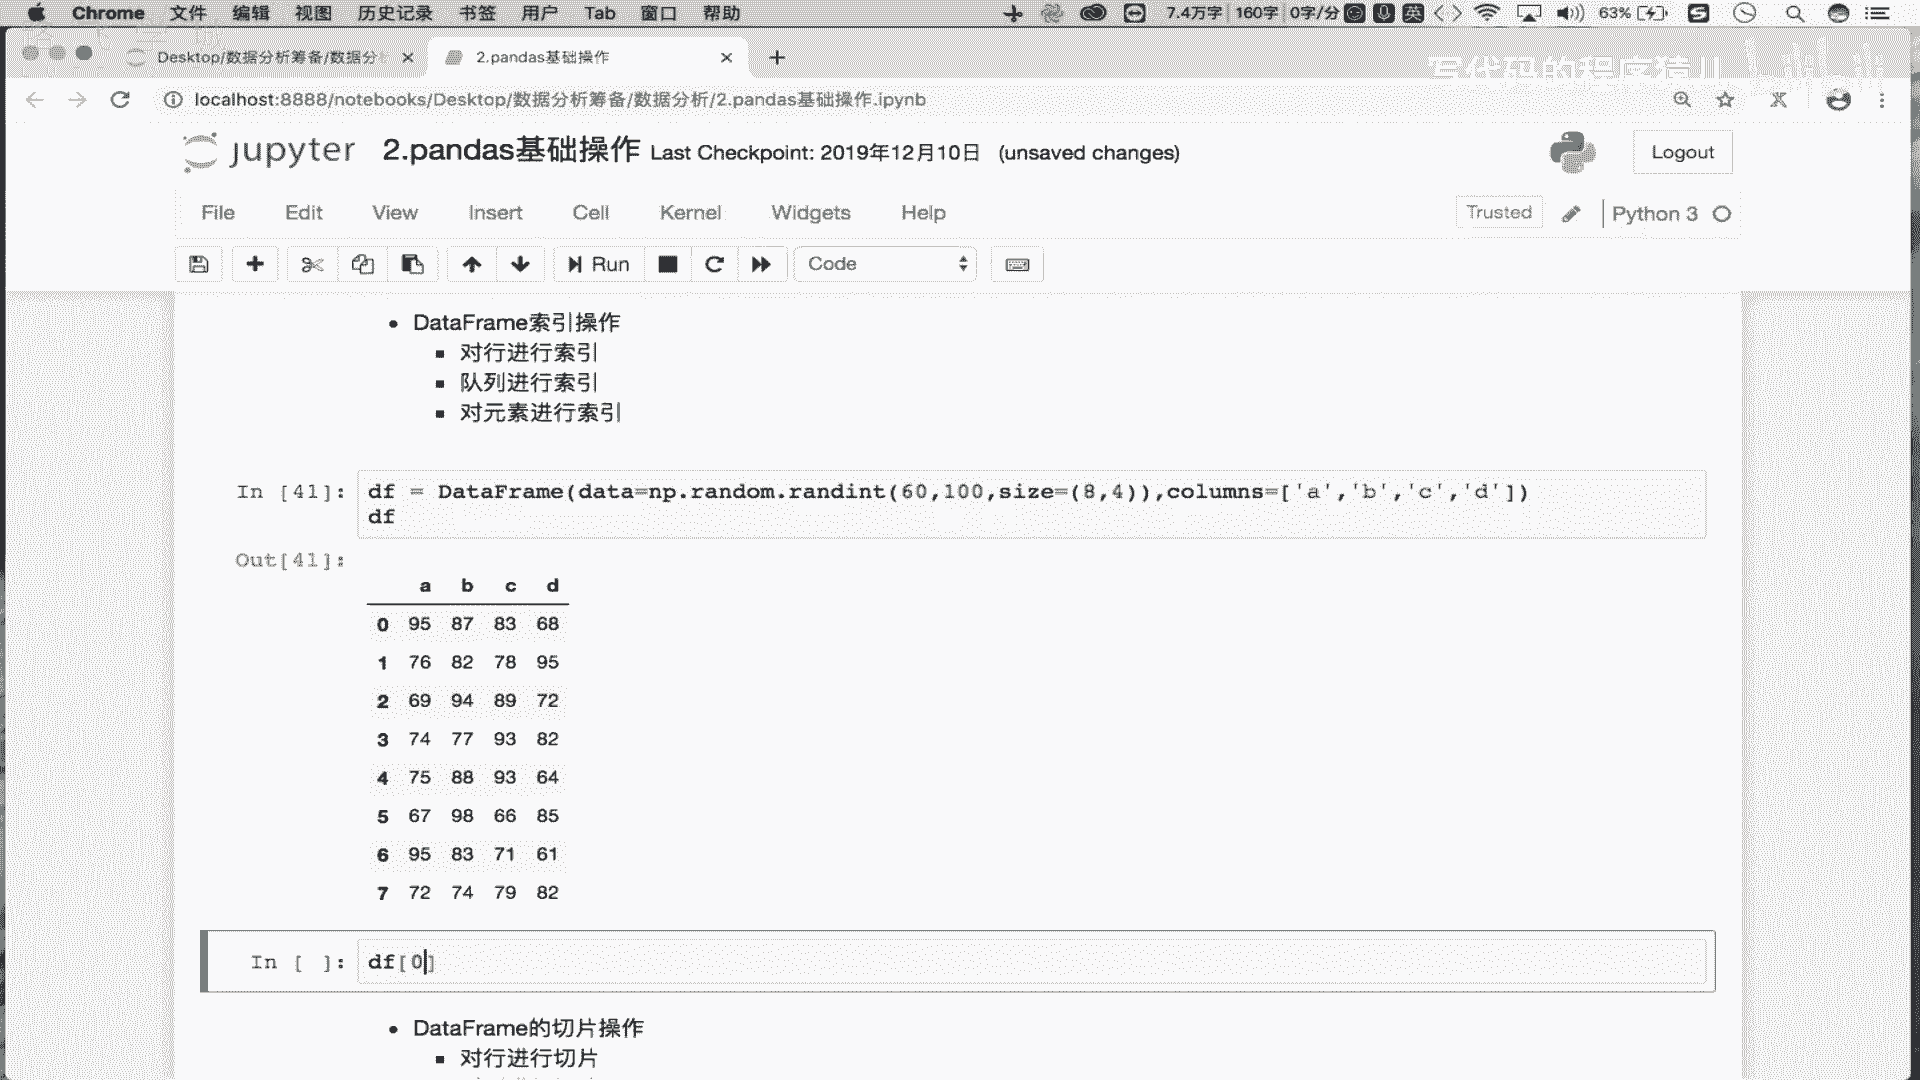 Chrome 文件 编辑 视图 历史记录 书签 用户 Tab 窗口 帮助 7.4万字 160字 0字/分 英 63%
Desktop/数据分析筹备/数据分 2.pandas基础操作
写代码的程序猿JL bilibili
localhost:8888/notebooks/Desktop/数据分析筹备/数据分析/2.pandas基础操作.ipynb
jupyter 2.pandas基础操作 Last Checkpoint: 2019年12月10日 (unsaved changes) Logout
File Edit View Insert Cell Kernel Widgets Help Trusted Python 3
Run Code
DataFrame索引操作
对行进行索引
队列进行索引
对元素进行索引
In [41]: df = DataFrame(data=np.random.randint(60,100,size=(8,4)),columns=['a','b','c','d'])
df
Out[41]:
a b c d
0 95 87 83 68
1 76 82 78 95
2 69 94 89 72
3 74 77 93 82
4 75 88 93 64
5 67 98 66 85
6 95 83 71 61
7 72 74 79 82
In [ ]: df[0]
DataFrame的切片操作
对行进行切片